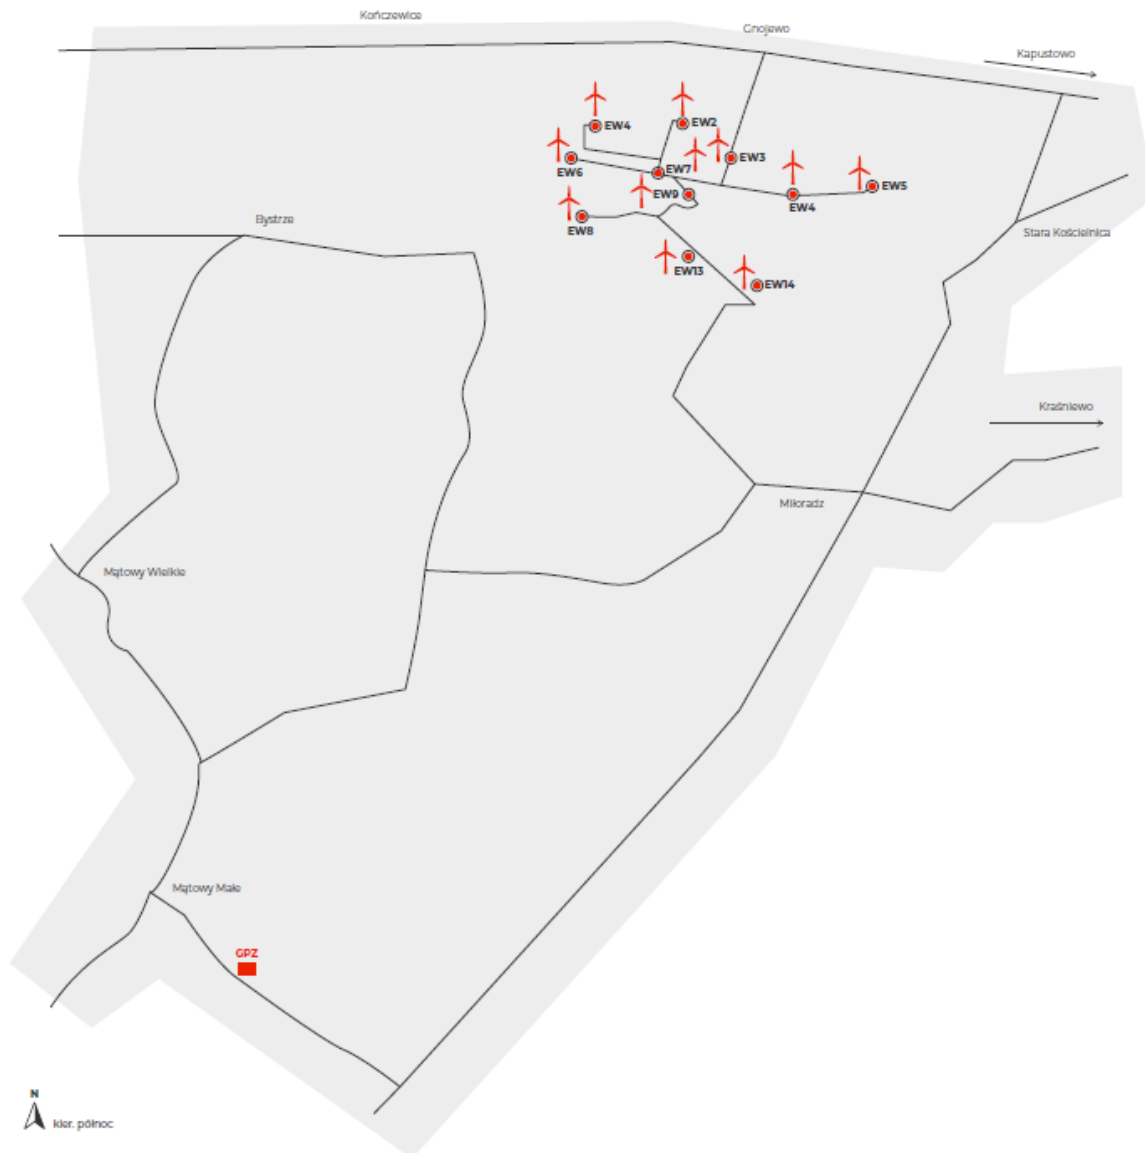 Kończewice
Gnojewo
Kapustowo
EW4
EW2
EW3
EW6
EW7
EW5
EW9
EW4
EW8
Bystrze
Stara Kościelnica
EW13
EW14
Kraśniewo
Miłoradz
Mątowy Wielkie
Mątowy Małe
GPZ
N
kier. północ